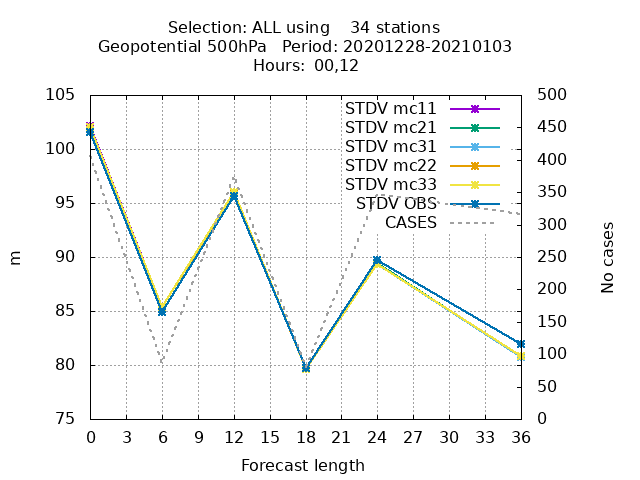 Selection: ALL using    34 stations
Geopotential 500hPa   Period: 20201228-20210103
Hours: 00,12
105
100
95
90
85
80
75
m
500
450
400
350
300
250
200
150
100
50
0
No cases
STDV mc11
STDV mc21
STDV mc31
STDV mc22
STDV mc33
STDV OBS
CASES
0 3 6 9 12 15 18 21 24 27 30 33 36
Forecast length